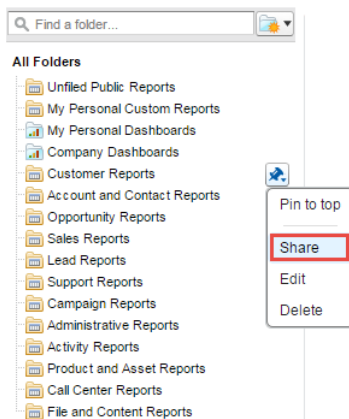 Find a folder...
All Folders
Unfiled Public Reports
My Personal Custom Reports
My Personal Dashboards
Company Dashboards
Customer Reports
Account and Contact Reports
Opportunity Reports
Sales Reports
Lead Reports
Support Reports
Campaign Reports
Administrative Reports
Activity Reports
Product and Asset Reports
Call Center Reports
File and Content Reports
Pin to top
Share
Edit
Delete